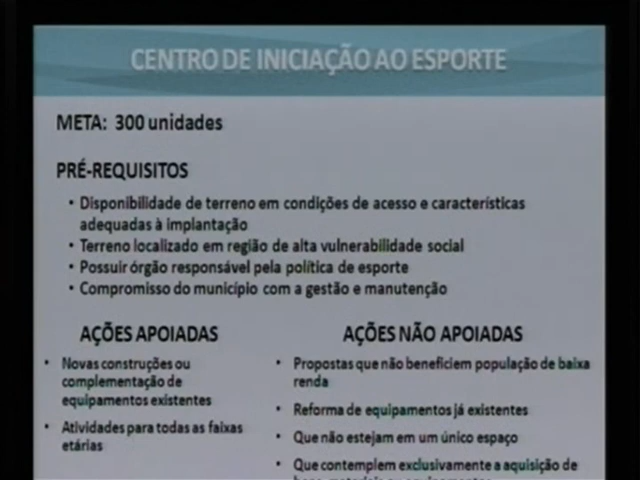 CENTRO DE INICIAÇÃO AO ESPORTE
META: 300 unidades
PRÉ-REQUISITOS
• Disponibilidade de terreno em condições de acesso e características
adequadas à implantação
• Terreno localizado em região de alta vulnerabilidade social
• Possuir órgão responsável pela política de esporte
• Compromisso do município com a gestão e manutenção
AÇÕES APOIADAS
• Novas construções ou
complementação de
equipamentos existentes
• Atividades para todas as faixas
etárias
AÇÕES NÃO APOIADAS
• Propostas que não beneficiem população de baixa
renda
• Reforma de equipamentos já existentes
• Que não estejam em um único espaço
• Que contemplem exclusivamente a aquisição de